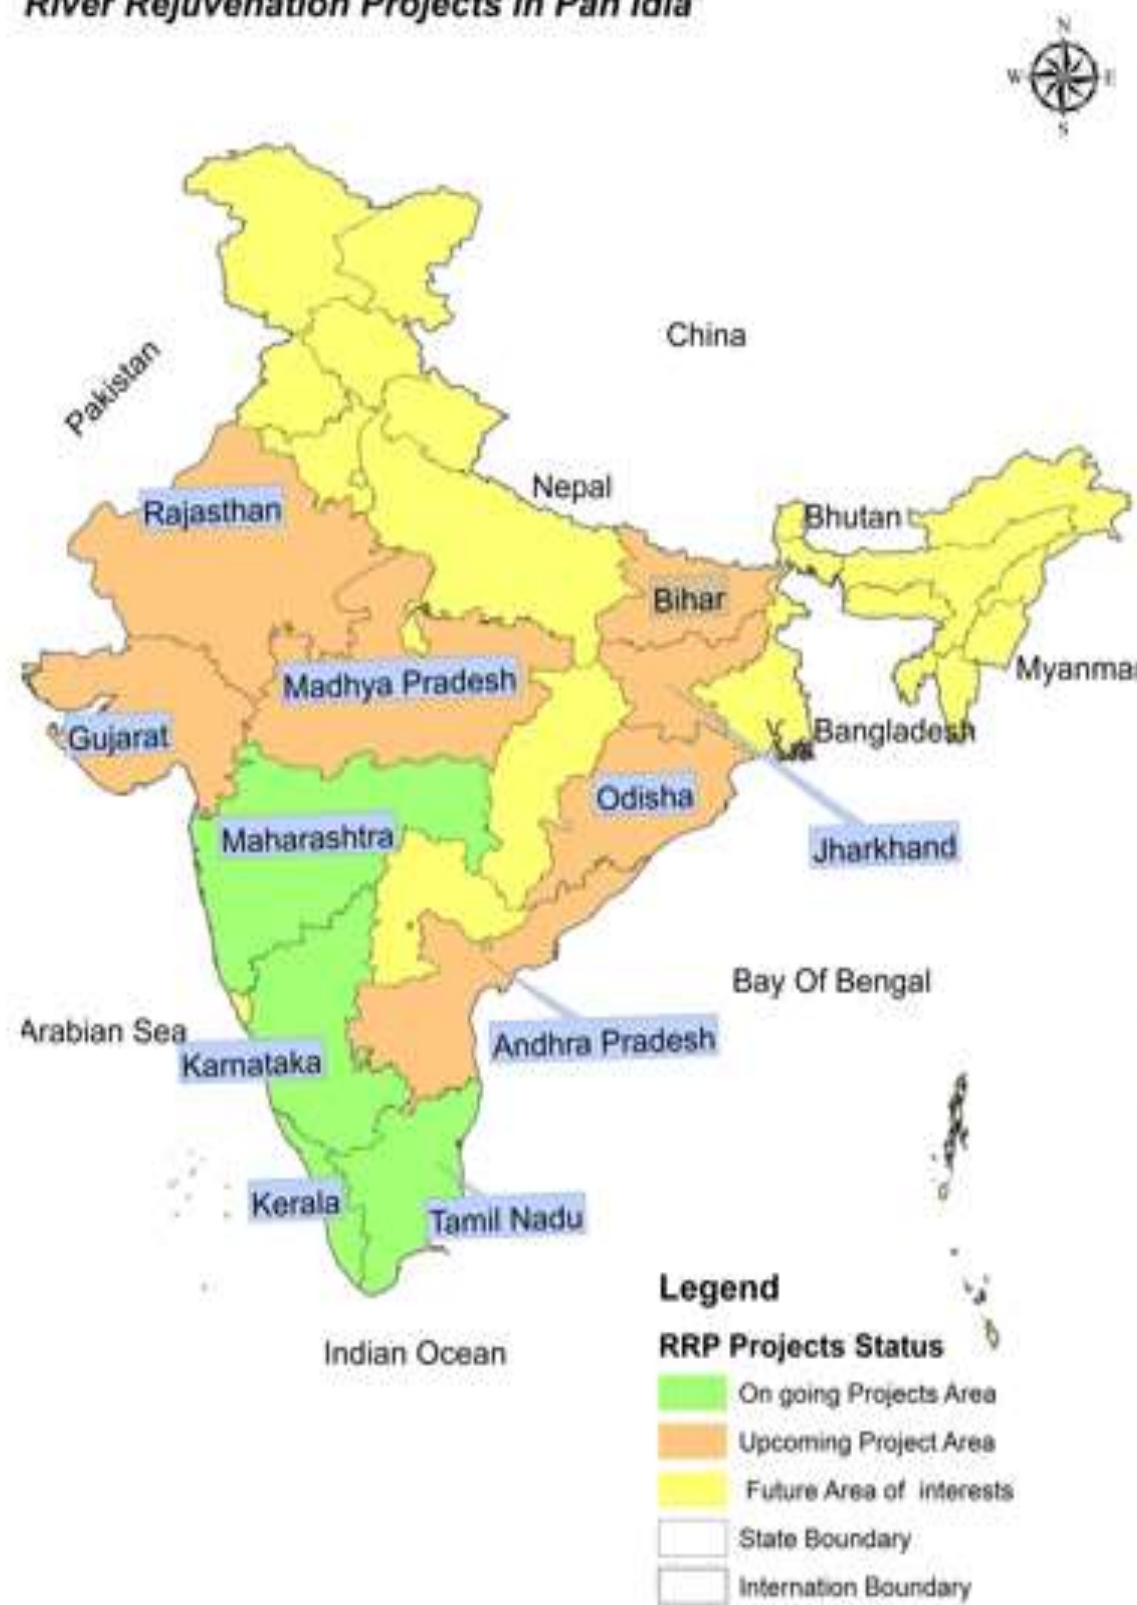 River Rejuvenation Projects in Pan Idia
N
W E
S
China
Pakistan
Nepal
Rajasthan
Bhutan
Bihar
Madhya Pradesh
Myanmar
Gujarat
Bangladesh
Odisha
Maharashtra
Jharkhand
Bay Of Bengal
Arabian Sea
Andhra Pradesh
Karnataka
Kerala
Tamil Nadu
Indian Ocean
Legend
RRP Projects Status
On going Projects Area
Upcoming Project Area
Future Area of interests
State Boundary
Internation Boundary